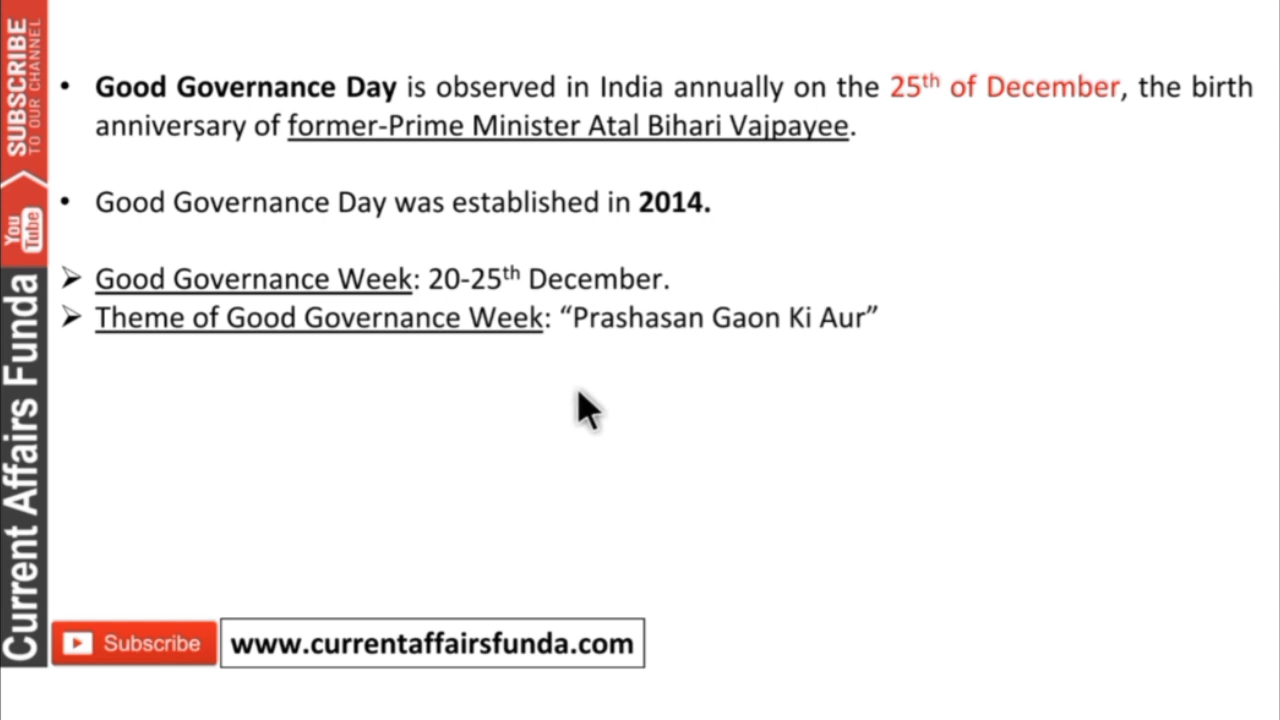 • Good Governance Day is observed in India annually on the 25th of December, the birth
anniversary of former-Prime Minister Atal Bihari Vajpayee.
• Good Governance Day was established in 2014.
➢ Good Governance Week: 20-25th December.
➢ Theme of Good Governance Week: “Prashasan Gaon Ki Aur”
SUBSCRIBE
TO OUR CHANNEL
You
Tube
Current Affairs Funda
Subscribe
www.currentaffairsfunda.com